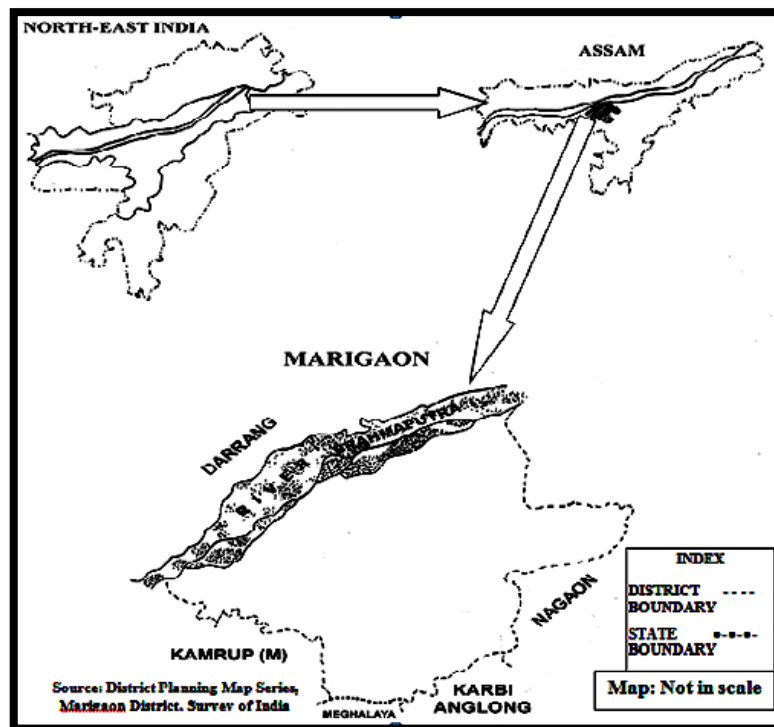 NORTH-EAST INDIA
ASSAM
MARIGAON
DARRANG
RIVER BRAHMAPUTRA
NAGAON
KAMRUP (M)
KARBI
ANGLONG
MEGHALAYA
INDEX
DISTRICT ----
BOUNDARY
STATE
BOUNDARY
Map: Not in scale
Source: District Planning Map Series,
Marigaon District. Survey of India